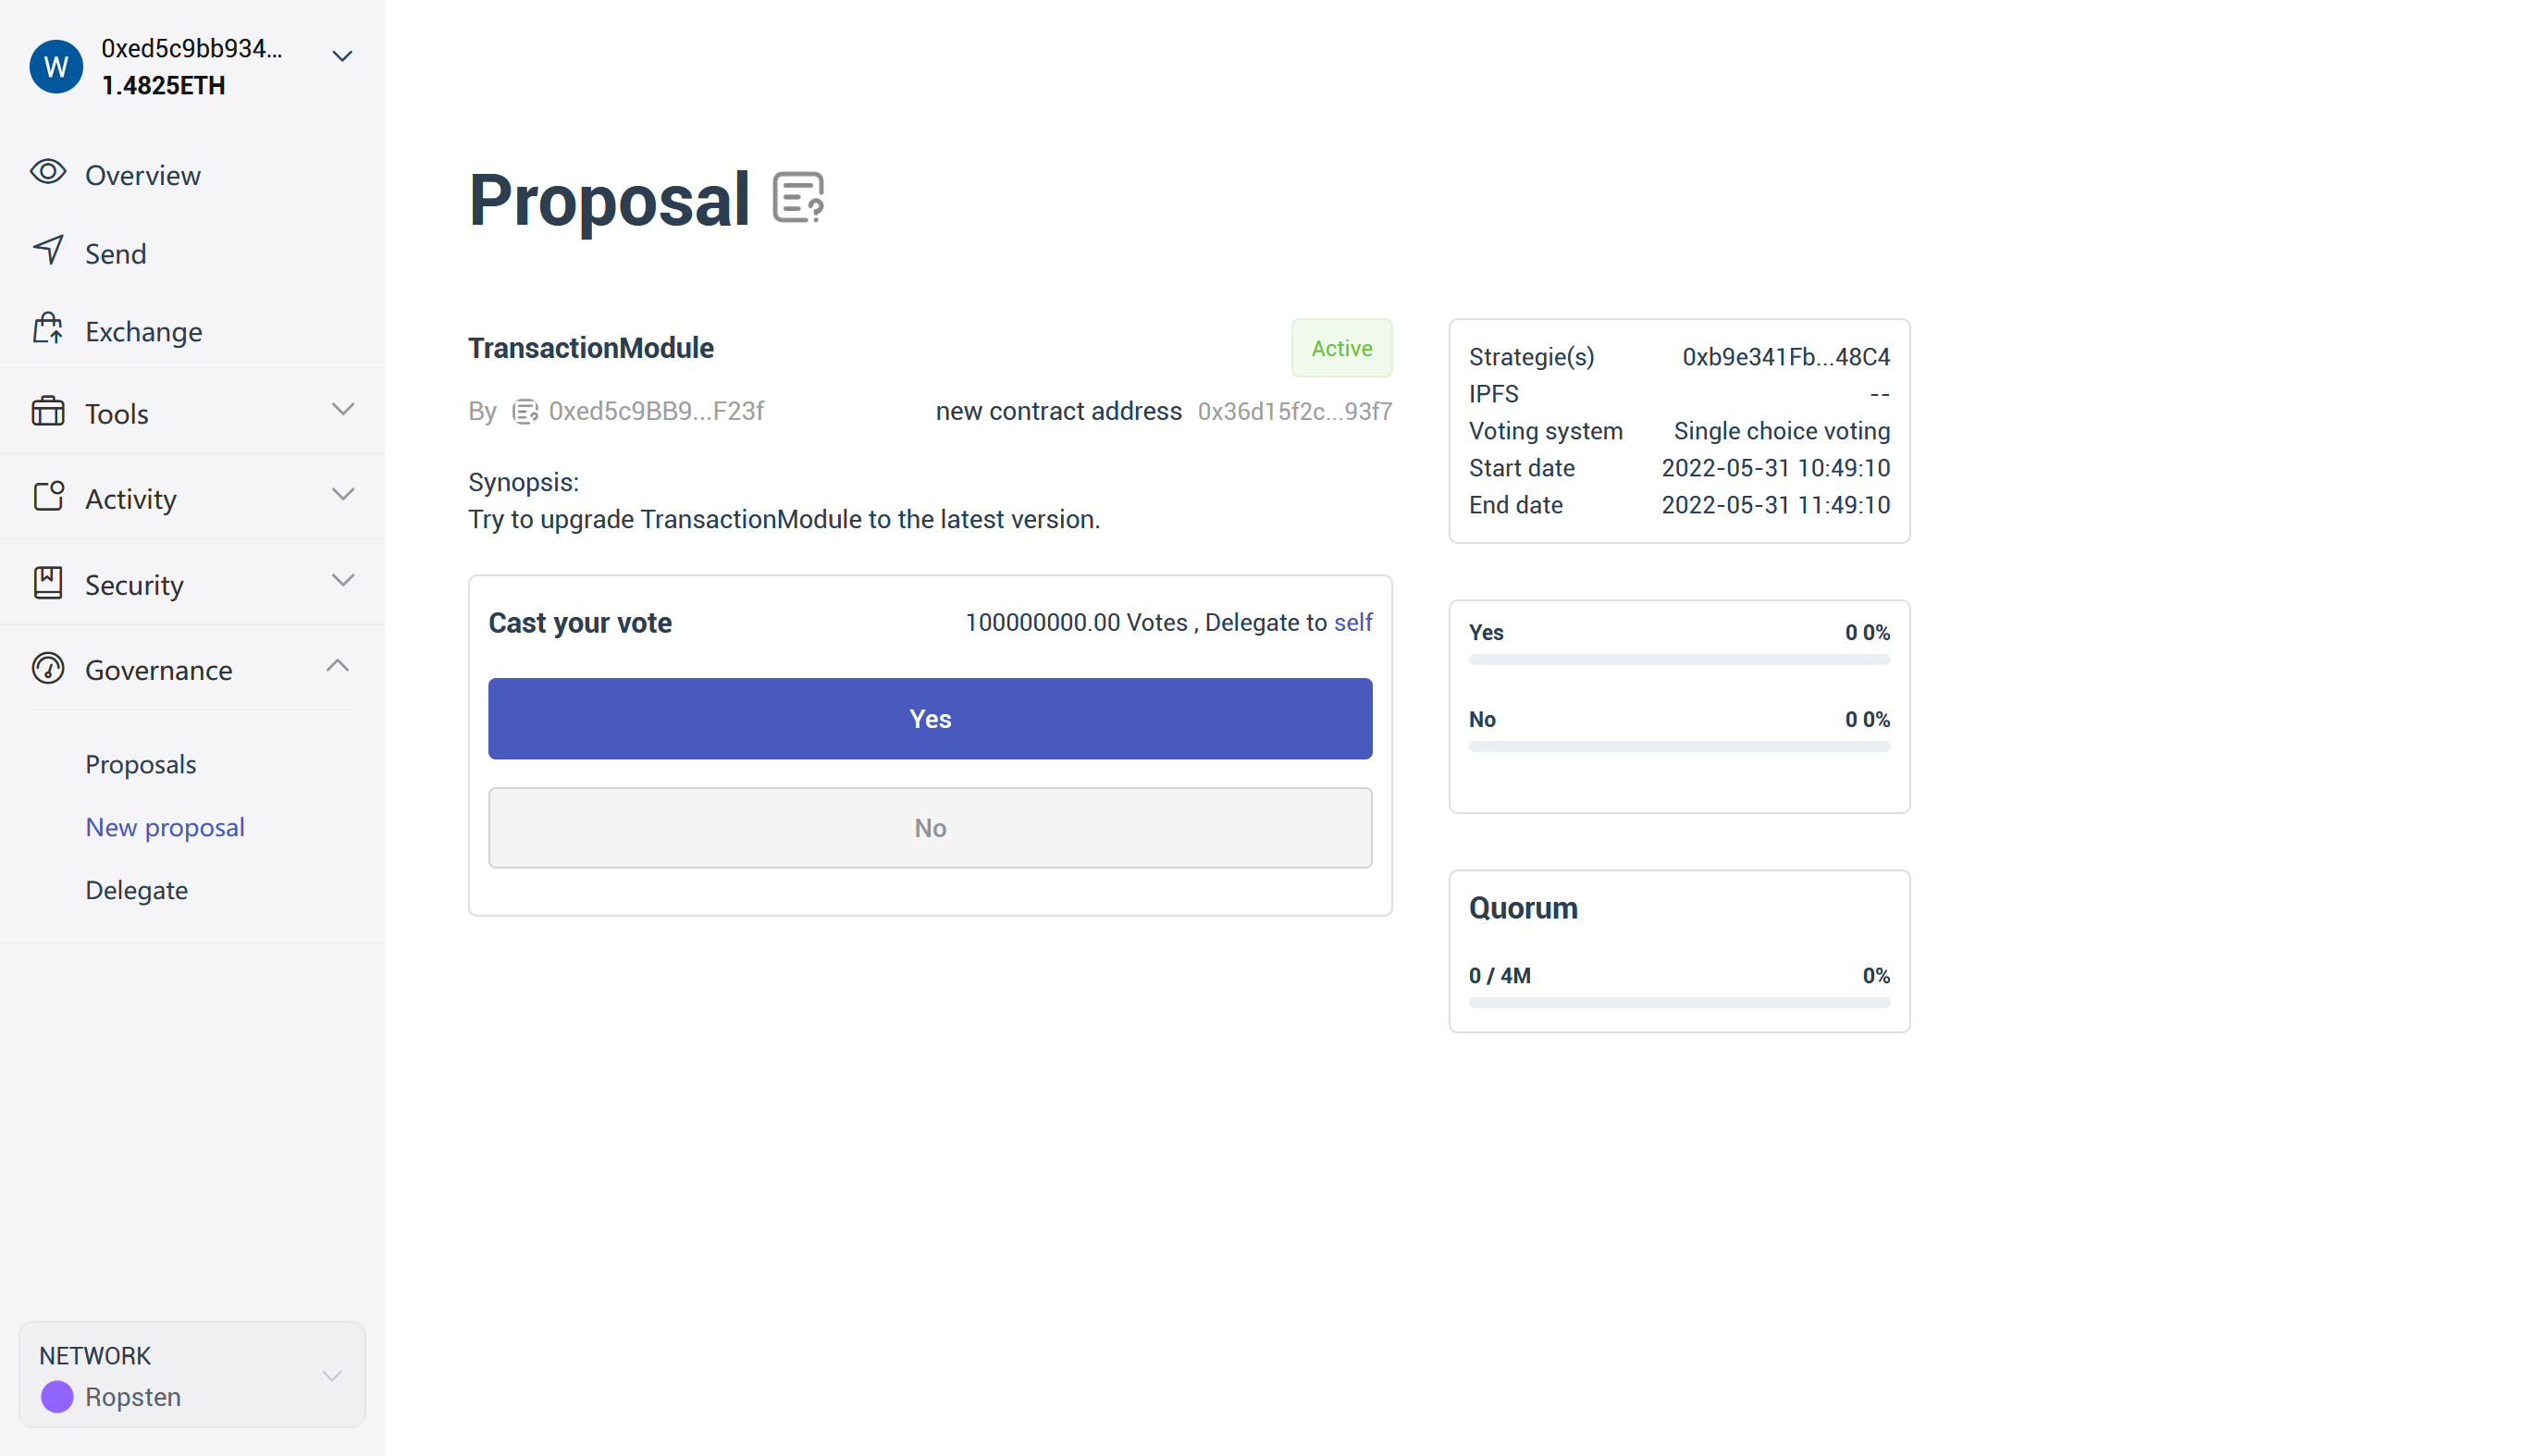 W
0xed5c9bb934...
1.4825ETH
Overview
Send
Exchange
Tools
Activity
Security
Governance
Proposals
New proposal
Delegate
NETWORK
Ropsten
Proposal
TransactionModule
Active
By 0xed5c9BB9...F23f
new contract address 0x36d15f2c...93f7
Synopsis:
Try to upgrade TransactionModule to the latest version.
Cast your vote
100000000.00 Votes , Delegate to self
Yes
No
Strategie(s) 0xb9e341Fb...48C4
IPFS --
Voting system Single choice voting
Start date 2022-05-31 10:49:10
End date 2022-05-31 11:49:10
Yes 0 0%
No 0 0%
Quorum
0 / 4M 0%